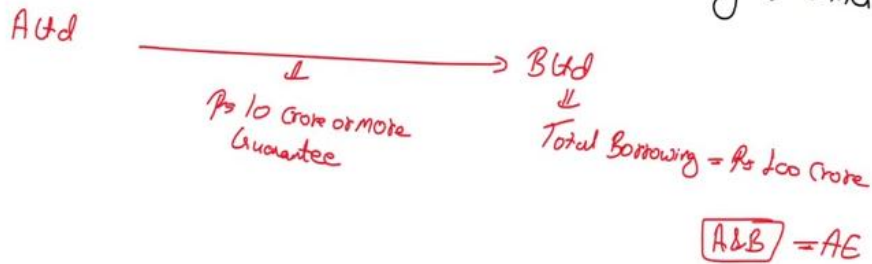 A Ltd
B Ltd
Rs 10 Crore or more
Guarantee
Total Borrowing = Rs 100 Crore
A&B = AE